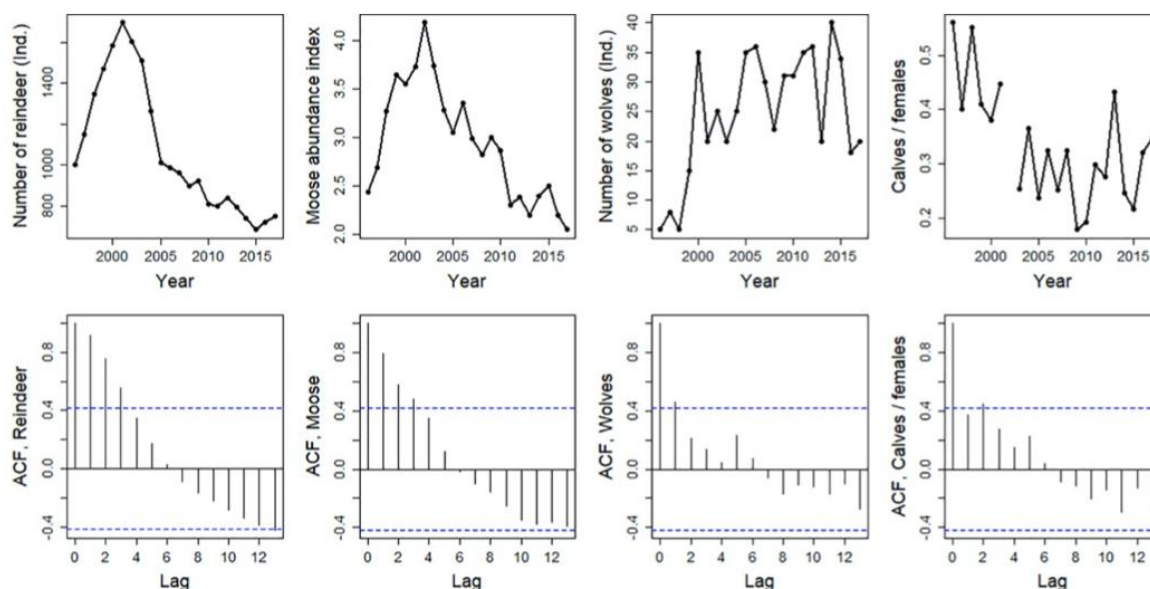 Number of reindeer (Ind.)
800 1000 1400
2000 2005 2010 2015
Year
Moose abundance index
2.0 2.5 3.0 3.5 4.0
2000 2005 2010 2015
Year
Number of wolves (Ind.)
5 10 15 20 25 30 35 40
2000 2005 2010 2015
Year
Calves / females
0.2 0.3 0.4 0.5
2000 2005 2010 2015
Year
ACF, Reindeer
-0.4 0.0 0.4 0.8
0 2 4 6 8 10 12
Lag
ACF, Moose
-0.4 0.0 0.4 0.8
0 2 4 6 8 10 12
Lag
ACF, Wolves
-0.4 0.0 0.4 0.8
0 2 4 6 8 10 12
Lag
ACF, Calves / females
-0.4 0.0 0.4 0.8
0 2 4 6 8 10 12
Lag